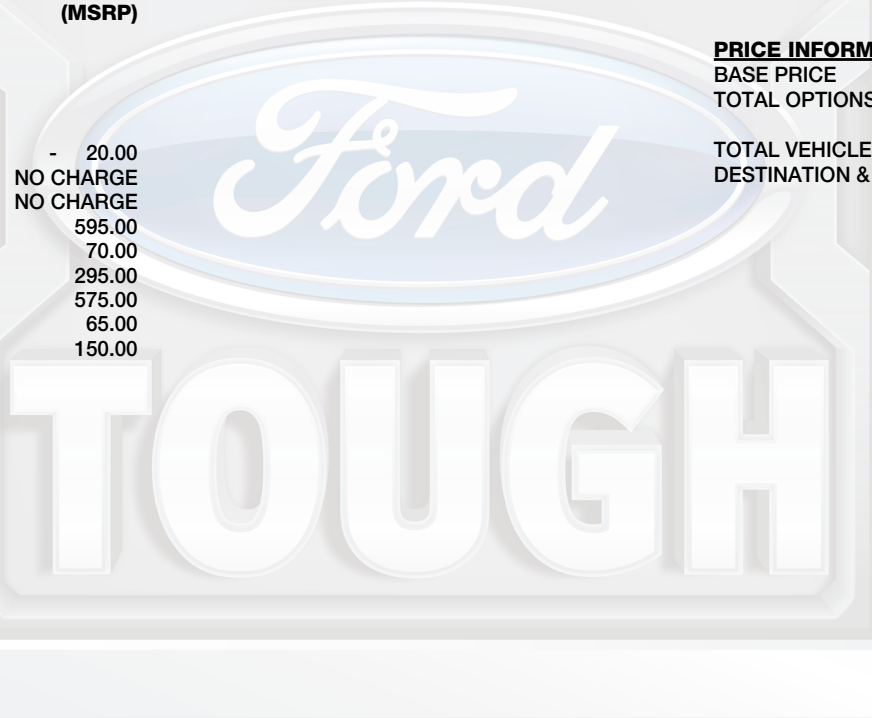 (MSRP)
- 20.00
NO CHARGE
NO CHARGE
595.00
70.00
295.00
575.00
65.00
150.00
PRICE INFORM
BASE PRICE
TOTAL OPTIONS
TOTAL VEHICLE
DESTINATION &
Ford
TOUGH